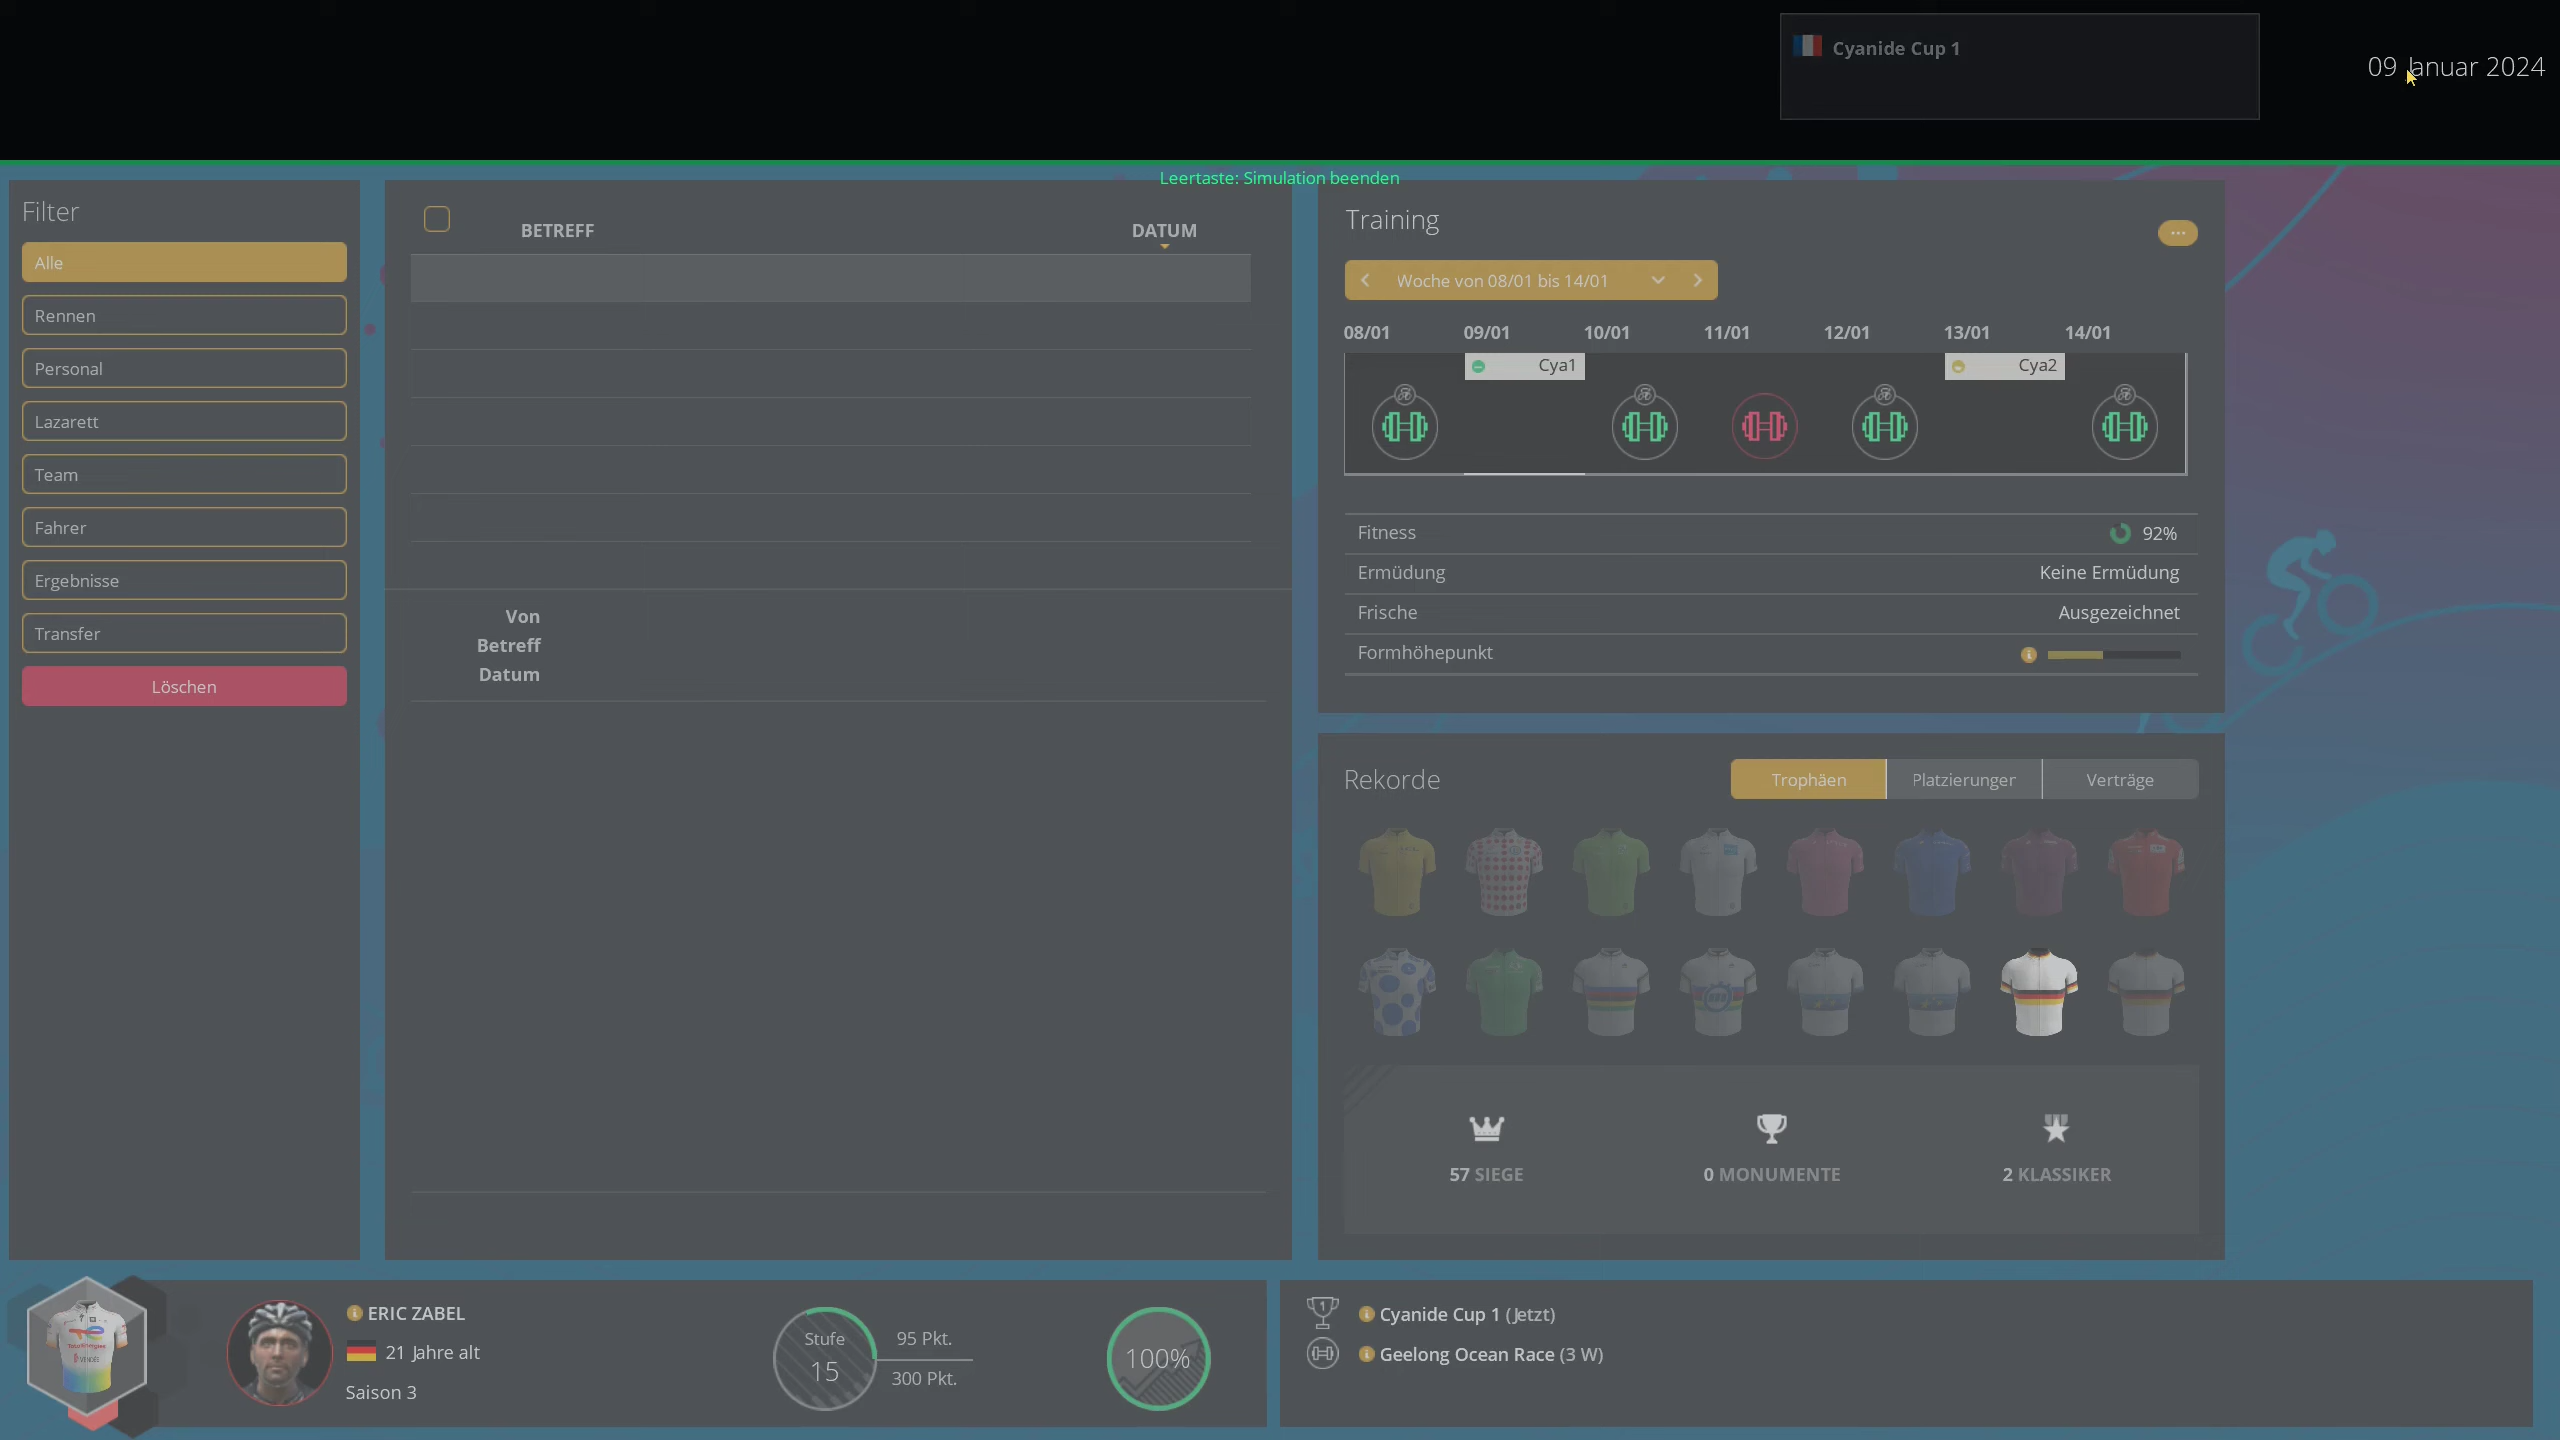 Cyanide Cup 1
09 Januar 2024
Leertaste: Simulation beenden
Filter
Alle
Rennen
Personal
Lazarett
Team
Fahrer
Ergebnisse
Transfer
Löschen
BETREFF DATUM
Von
Betreff
Datum
Training
Woche von 08/01 bis 14/01
08/01 09/01 10/01 11/01 12/01 13/01 14/01
Cya1 Cya2
Fitness 92%
Ermüdung Keine Ermüdung
Frische Ausgezeichnet
Formhöhepunkt
Rekorde
Trophäen Platzierunger Verträge
57 SIEGE 0 MONUMENTE 2 KLASSIKER
ERIC ZABEL
21 Jahre alt
Saison 3
Stufe
15
95 Pkt.
300 Pkt.
100%
Cyanide Cup 1 (Jetzt)
Geelong Ocean Race (3 W)